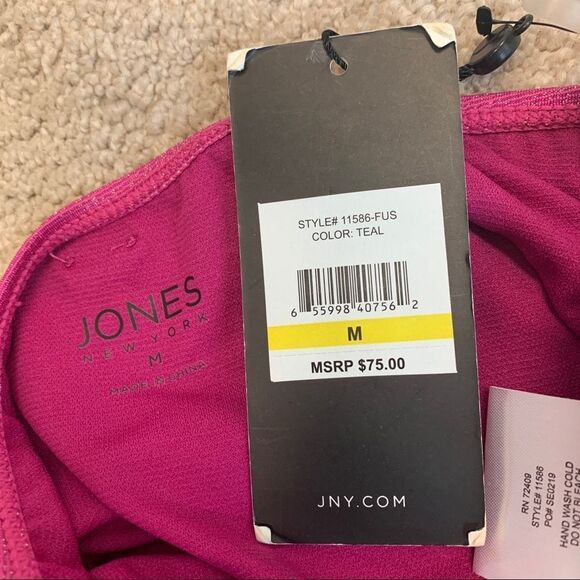 STYLE# 11586-FUS
COLOR: TEAL
6 55998 40756 2
M
MSRP $75.00
JNY.COM
JONES
NEW YORK
M
MADE IN CHINA
RN 72409
STYLE# 11586
PO# SE0219
HAND WASH COLD
DO NOT BLEACH